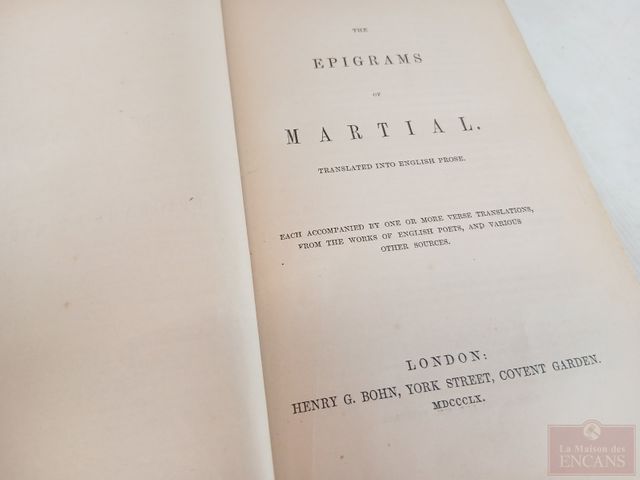 THE
EPIGRAMS
OF
MARTIAL.
TRANSLATED INTO ENGLISH PROSE.
EACH ACCOMPANIED BY ONE OR MORE VERSE TRANSLATIONS,
FROM THE WORKS OF ENGLISH POETS, AND VARIOUS
OTHER SOURCES.
LONDON:
HENRY G. BOHN, YORK STREET, COVENT GARDEN.
MDCCCLX.
La Maison des
ENCANS